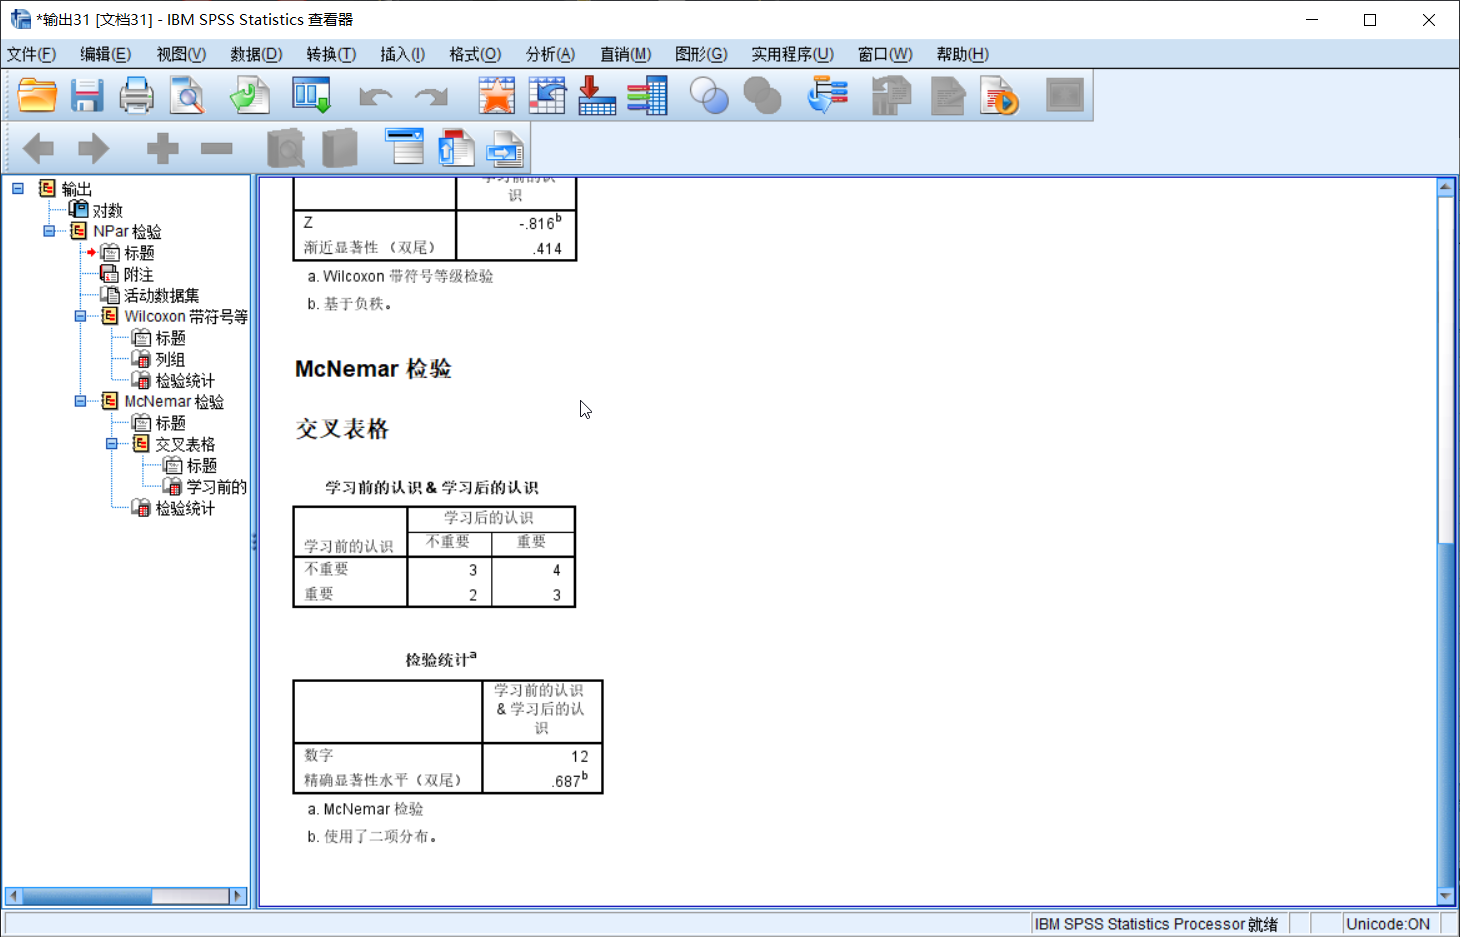 *输出31 [文档31] - IBM SPSS Statistics 查看器
文件(F) 编辑(E) 视图(V) 数据(D) 转换(T) 插入(I) 格式(O) 分析(A) 直销(M) 图形(G) 实用程序(U) 窗口(W) 帮助(H)
输出
对数
NPar 检验
标题
附注
活动数据集
Wilcoxon 带符号等
标题
列组
检验统计
McNemar 检验
标题
交叉表格
标题
学习前的
检验统计
学习前的认
识
Z -.816b
渐近显著性（双尾） .414
a. Wilcoxon 带符号等级检验
b. 基于负秩。
McNemar 检验
交叉表格
学习前的认识 & 学习后的认识
学习后的认识
学习前的认识 不重要 重要
不重要 3 4
重要 2 3
检验统计a
学习前的认识
& 学习后的认
识
数字 12
精确显著性水平（双尾） .687b
a. McNemar 检验
b. 使用了二项分布。
IBM SPSS Statistics Processor 就绪 Unicode:ON